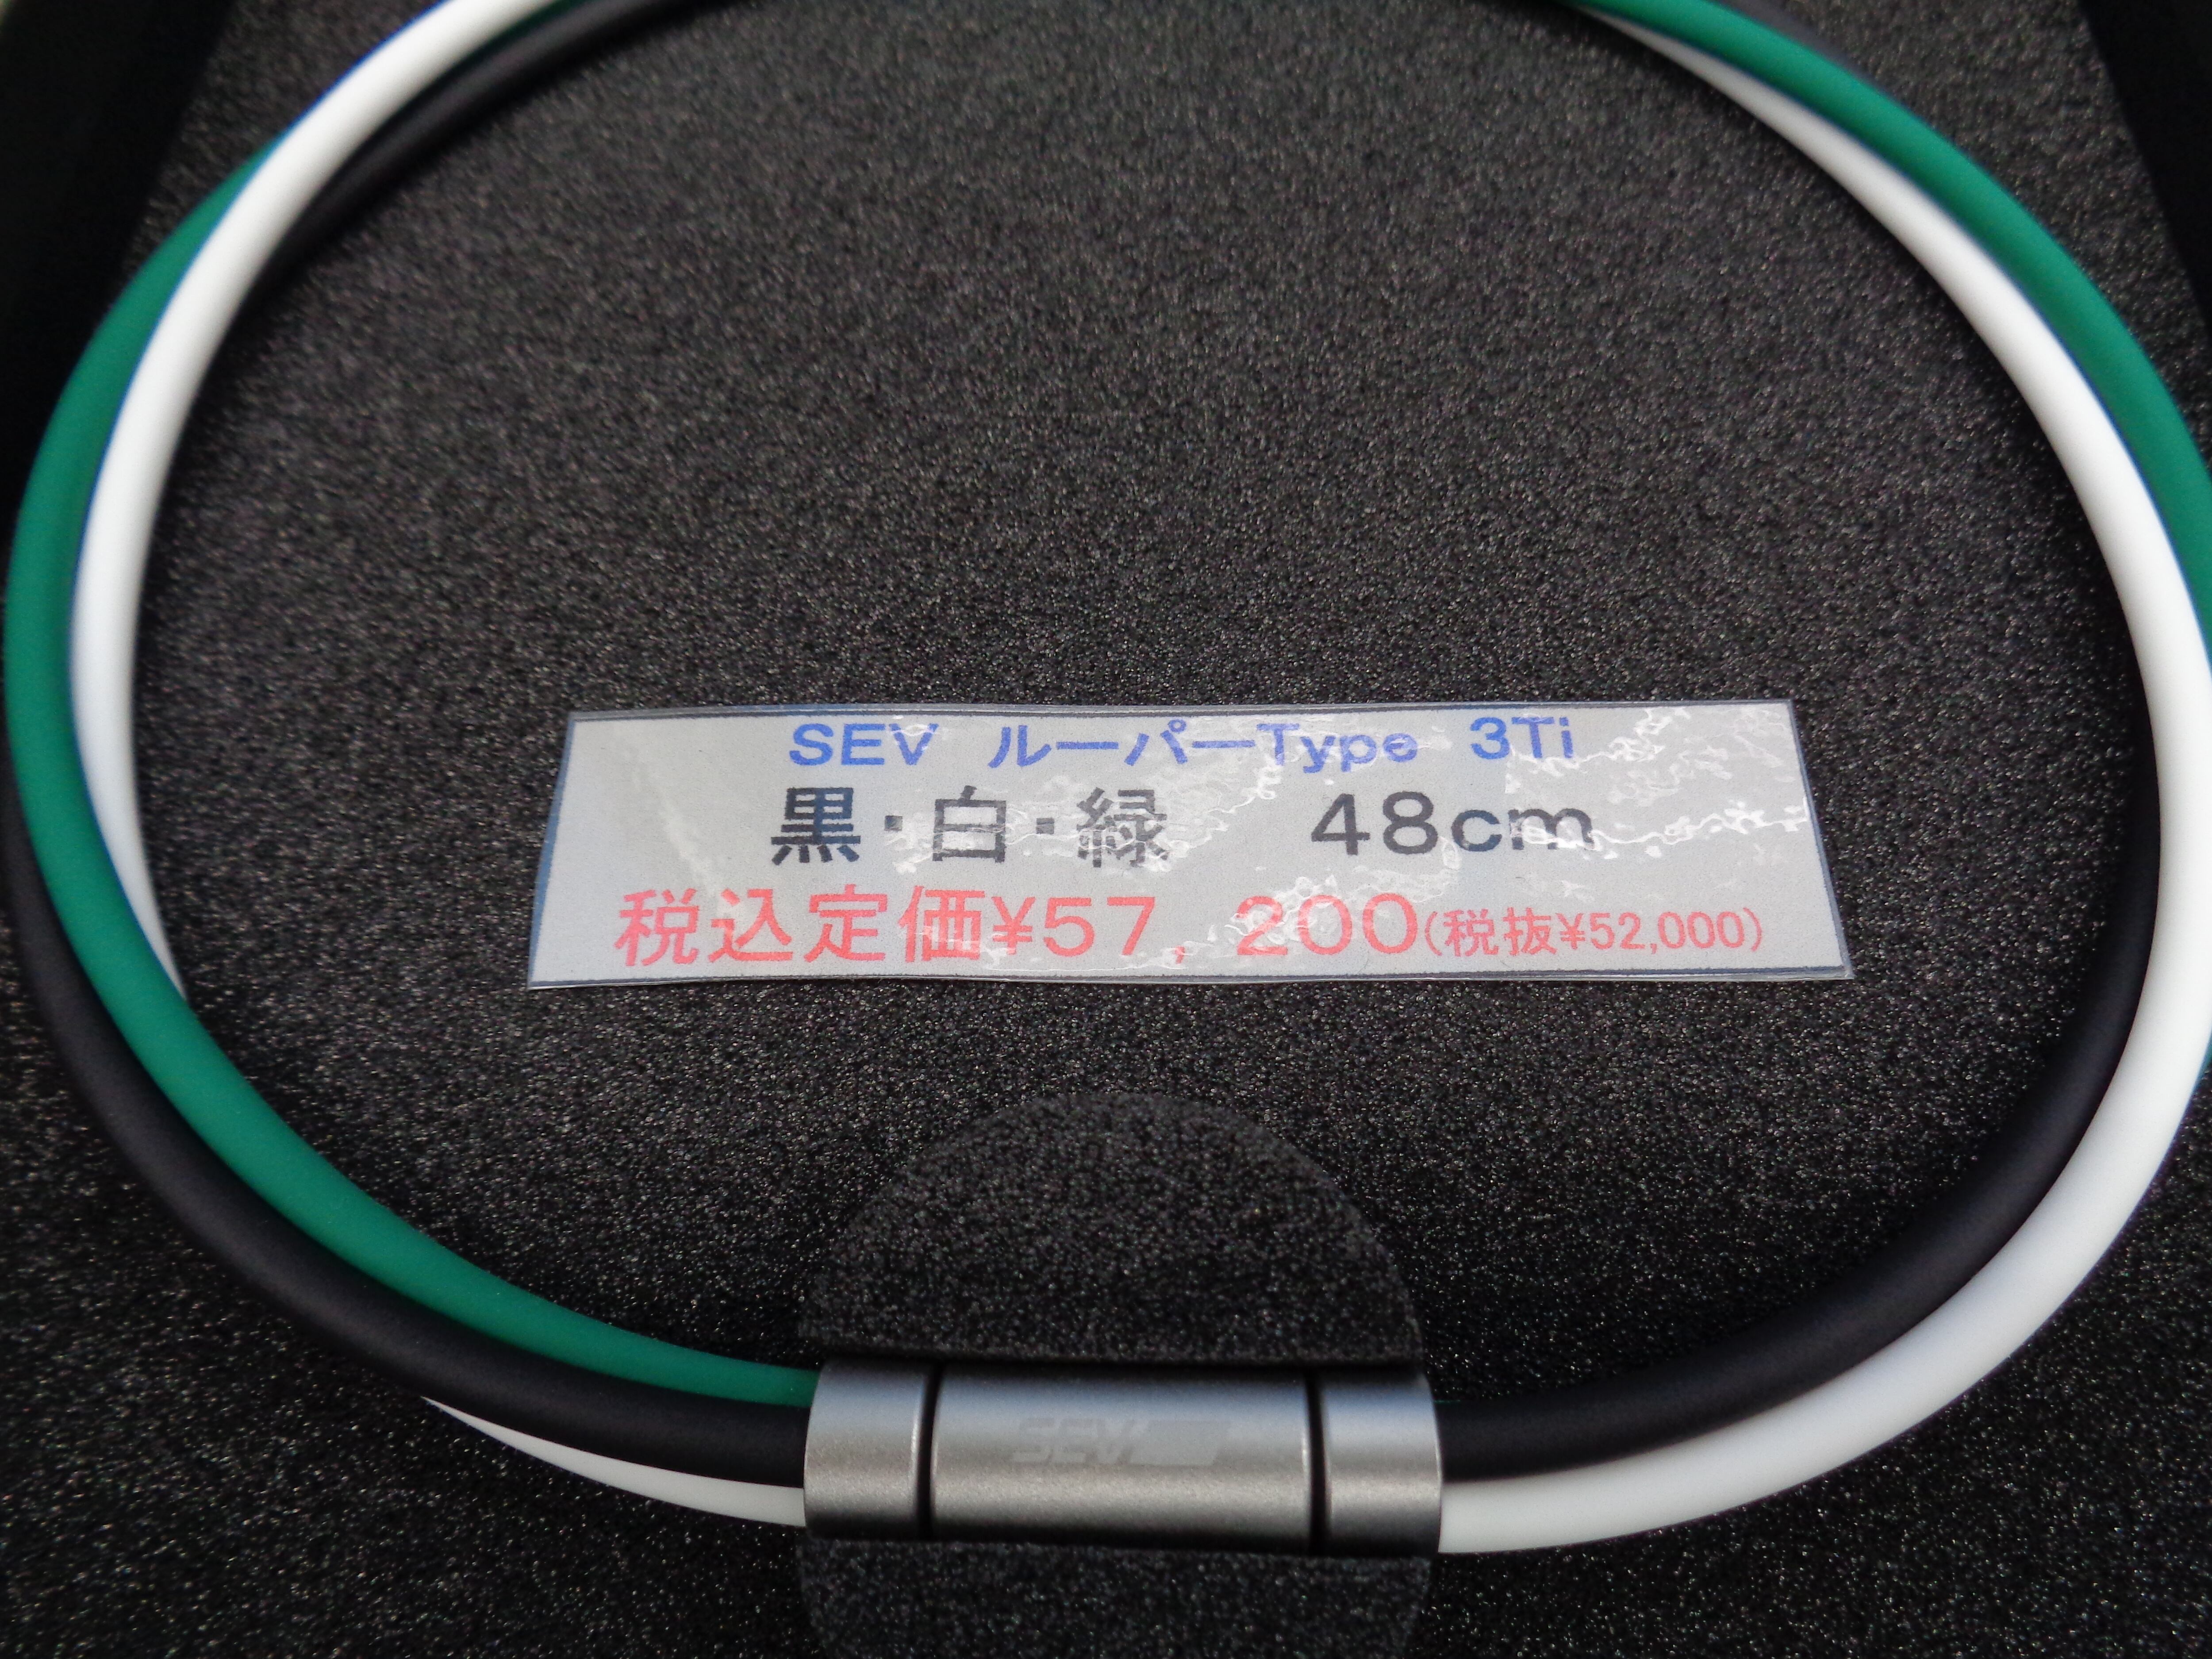 SEV ルーパーType 3Ti
黒・白・緑 48cm
税込定価¥57, 200(税抜¥52,000)
SEV